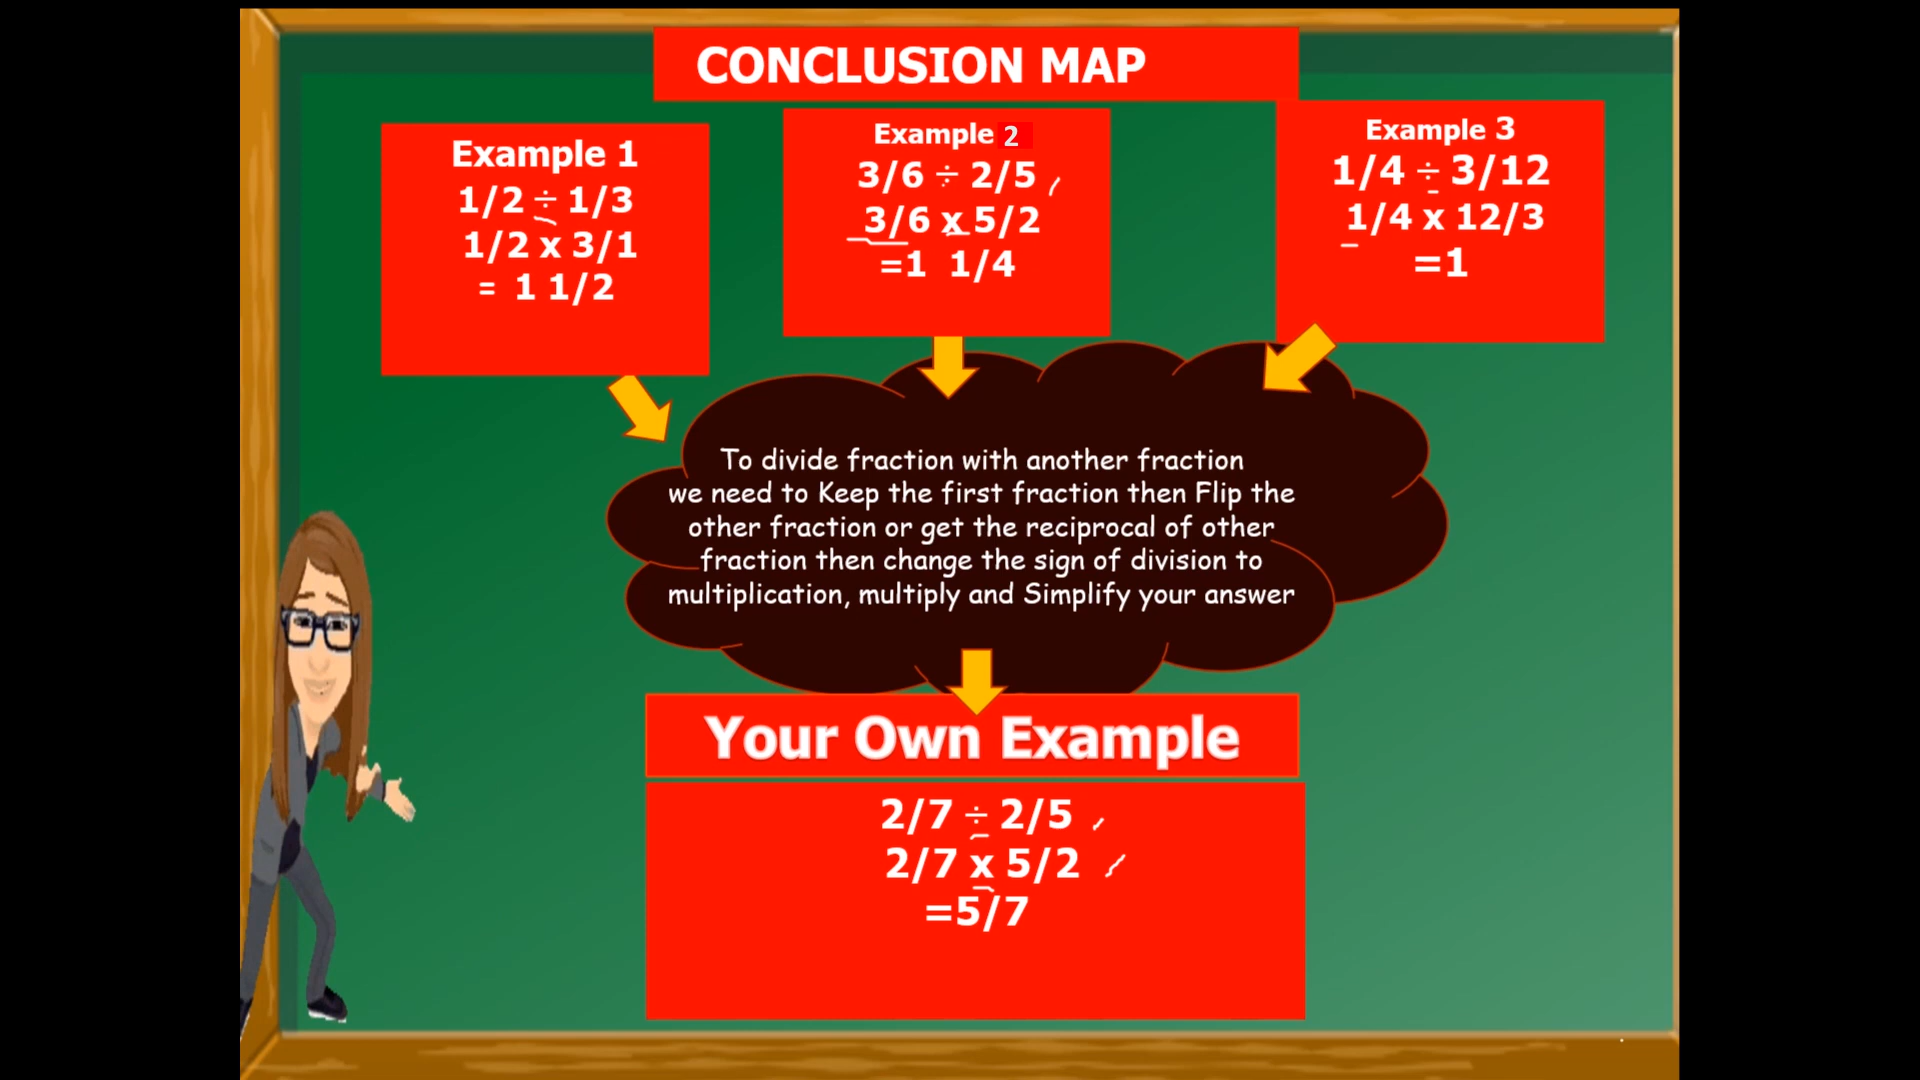 CONCLUSION MAP
Example 1
1/2 ÷ 1/3
1/2 x 3/1
= 1 1/2
Example 2
3/6 ÷ 2/5
3/6 x 5/2
=1 1/4
Example 3
1/4 ÷ 3/12
1/4 x 12/3
=1
To divide fraction with another fraction
we need to Keep the first fraction then Flip the
other fraction or get the reciprocal of other
fraction then change the sign of division to
multiplication, multiply and Simplify your answer
Your Own Example
2/7 ÷ 2/5
2/7 x 5/2
=5/7